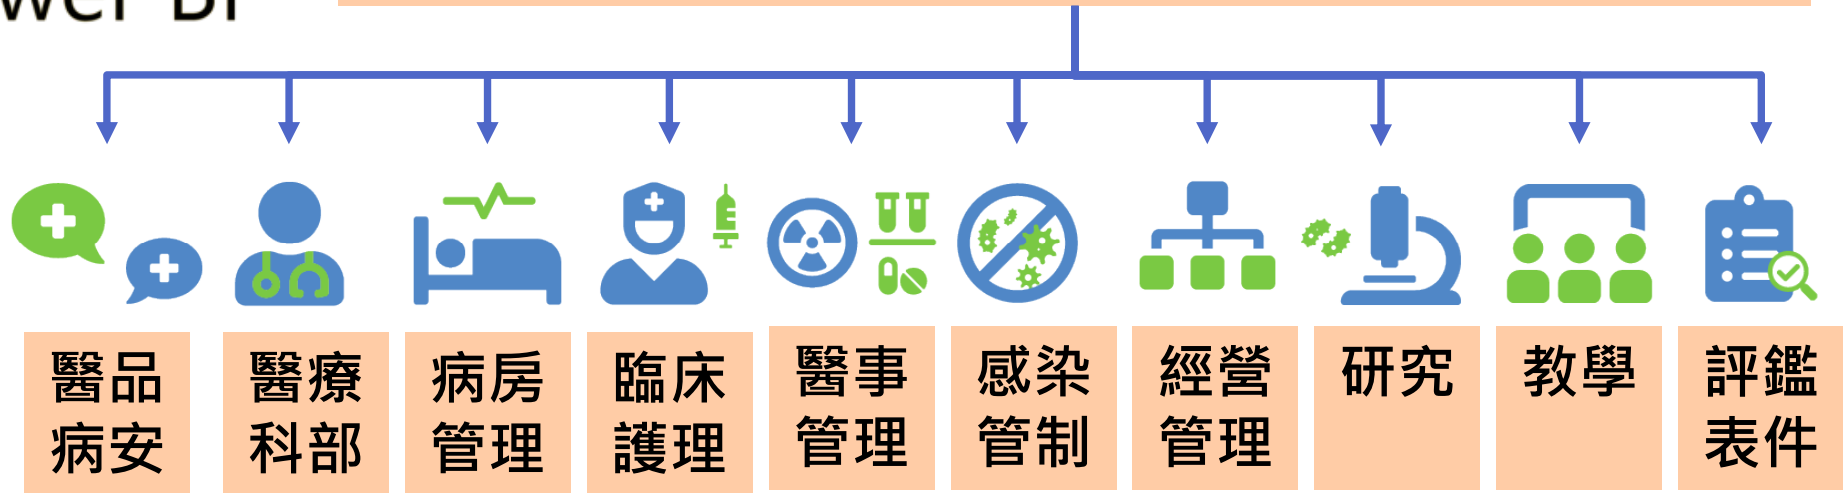 醫品
病安
醫療
科部
病房
管理
臨床
護理
醫事
管理
感染
管制
經營
管理
研究
教學
評鑑
表件